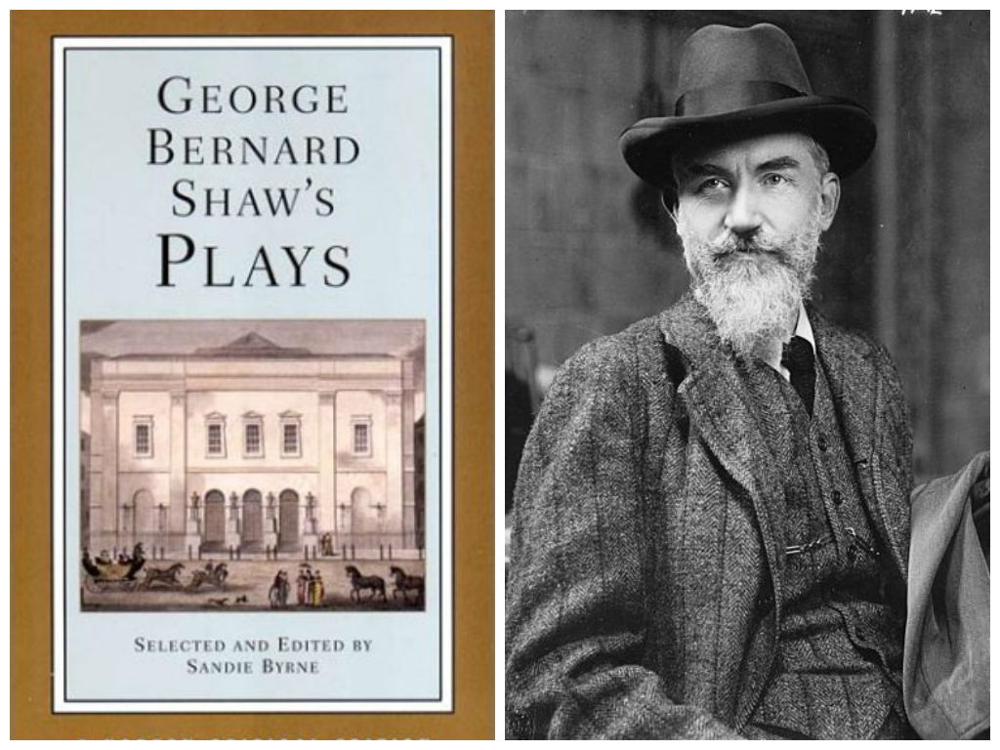 GEORGE
BERNARD
SHAW'S
PLAYS
SELECTED AND EDITED BY
SANDIE BYRNE